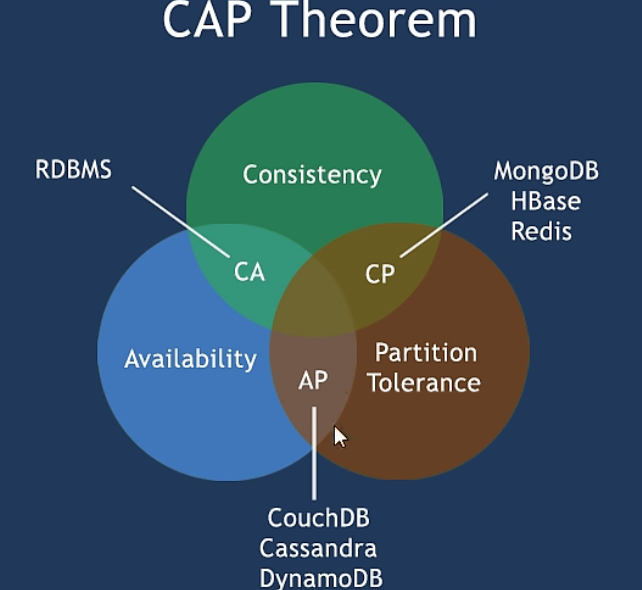 CAP Theorem
RDBMS
Consistency
MongoDB
HBase
Redis
CA
CP
Availability
Partition
Tolerance
AP
CouchDB
Cassandra
DynamoDB